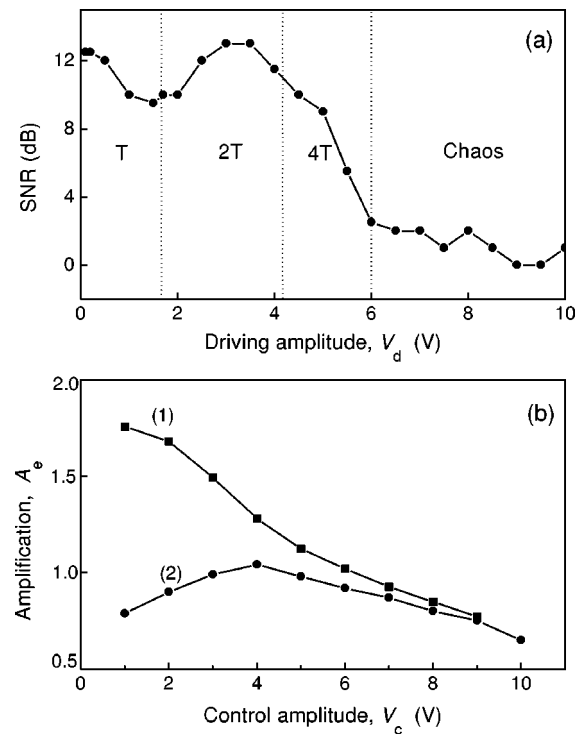 (a)
12
8
4
0
SNR (dB)
T
2T
4T
Chaos
0
2
4
6
8
10
Driving amplitude, Vd (V)
(b)
2.0
1.5
1.0
0.5
Amplification, Ae
(1)
(2)
0
2
4
6
8
10
Control amplitude, Vc (V)